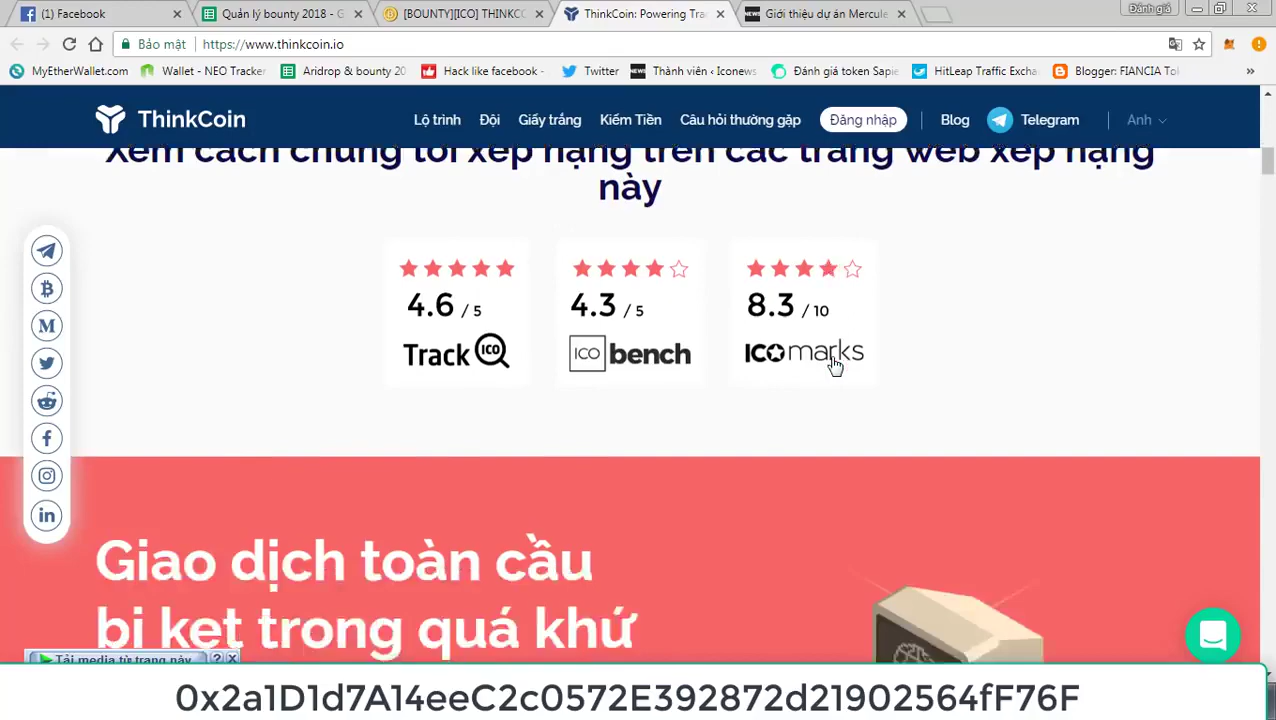 (1) Facebook
Quản lý bounty 2018 - G
[BOUNTY][ICO] THINKCO
ThinkCoin: Powering Tra
Giới thiệu dự án Mercule
Đánh giá
Bảo mật
https://www.thinkcoin.io
MyEtherWallet.com
Wallet - NEO Tracker
Aridrop & Bounty 20
Hack like facebook -
Twitter
Thành viên ‹ Iconews
Đánh giá token Sapie
HitLeap Traffic Excha
Blogger: FIANCIA Tok
»
ThinkCoin
Lộ trình
Đội
Giấy trắng
Kiếm Tiền
Câu hỏi thường gặp
Đăng nhập
Blog
Telegram
Anh
Xem cách chúng tôi xếp hạng trên các trang web xếp hạng
này
4.6 / 5
Track ICO
4.3 / 5
ICO bench
8.3 / 10
ICOmarks
Giao dịch toàn cầu
bị kẹt trong quá khứ
Tải media từ trang này
0x2a1D1d7A14eeC2c0572E392872d21902564fF76F